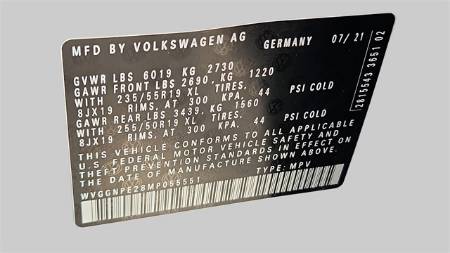 MFD BY VOLKSWAGEN AG GERMANY 07/21
GVWR LBS 6019 KG 2730
GAWR FRONT LBS 2690. KG 1220
WITH 235/55R19 XL TIRES.
8JX19 RIMS. AT 300 KPA 44 PSI COLD
GAWR REAR LBS 3439. KG 1560
WITH 255/50R19 XL TIRES.
8JX19 RIMS. AT 300 KPA 44 PSI COLD
THIS VEHICLE CONFORMS TO ALL APPLICABLE
U.S. FEDERAL MOTOR VEHICLE SAFETY AND
THEFT PREVENTION STANDARDS IN EFFECT ON
THE DATE OF MANUFACTURE SHOWN ABOVE.
TYPE: MPV
2815543 3651 02